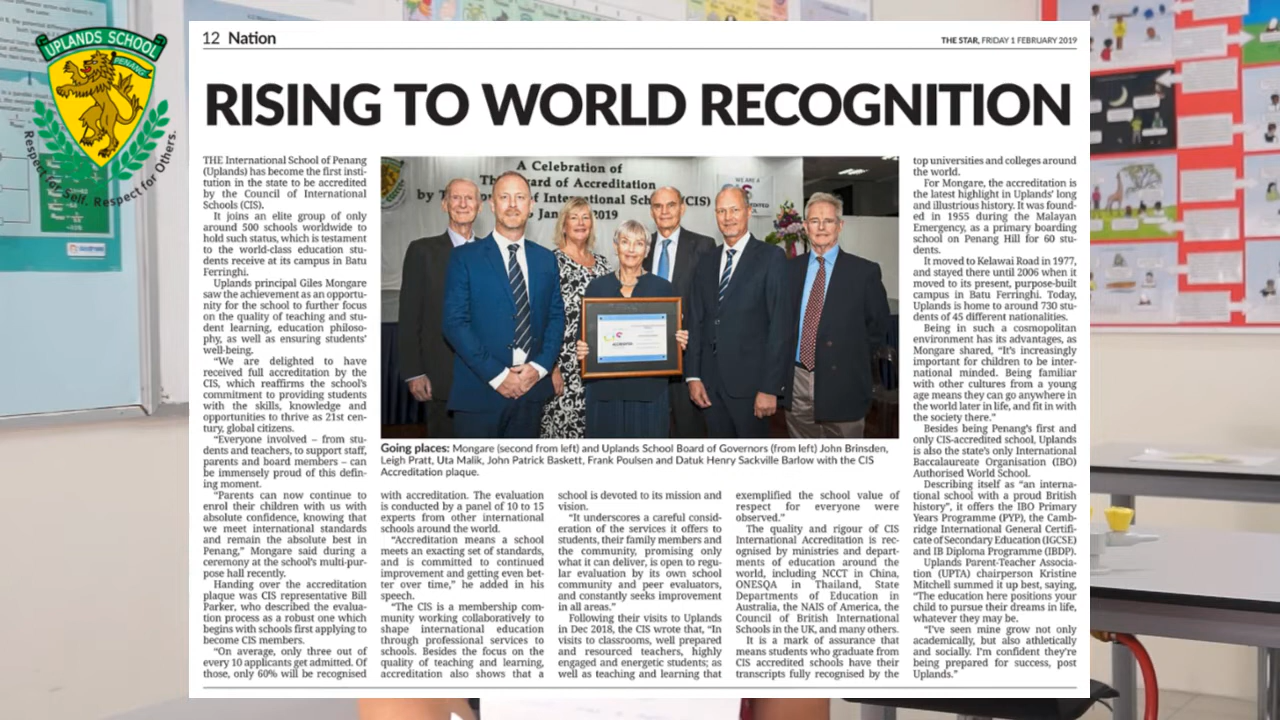 UPLANDS SCHOOL
PENANG
Respect for Self. Respect for Others.
12 Nation
THE STAR, FRIDAY 1 FEBRUARY 2019
RISING TO WORLD RECOGNITION
THE International School of Penang
(Uplands) has become the first insti-
tution in the state to be accredited
by the Council of International
Schools (CIS).
It joins an elite group of only
around 500 schools worldwide to
hold such status, which is testament
to the world-class education stu-
dents receive at its campus in Batu
Ferringhi.
Uplands principal Giles Mongare
saw the achievement as an opportu-
nity for the school to further focus
on the quality of teaching and stu-
dent learning, education philoso-
phy, as well as ensuring students’
well-being.
“We are delighted to have
received full accreditation by the
CIS, which reaffirms the school’s
commitment to providing students
with the skills, knowledge and
opportunities to thrive as 21st cen-
tury, global citizens.
“Everyone involved – from stu-
dents and teachers, to support staff,
parents and board members – can
be immensely proud of this defin-
ing moment.
“Parents can now continue to
enrol their children with us with
absolute confidence, knowing that
we meet international standards
and remain the absolute best in
Penang,” Mongare said during a
ceremony at the school’s multi-pur-
pose hall recently.
Handing over the accreditation
plaque was CIS representative Bill
Parker, who described the evalua-
tion process as a robust one which
begins with schools first applying to
become CIS members.
“On average, only three out of
every 10 applicants get admitted. Of
those, only 60% will be recognised
A Celebration of
The Board of Accreditation
by T of International Sch (CIS)
Jan 2019
WE ARE A
Going places: Mongare (second from left) and Uplands School Board of Governors (from left) John Brinsden,
Leigh Pratt, Uta Malik, John Patrick Baskett, Frank Poulsen and Datuk Henry Sackville Barlow with the CIS
Accreditation plaque.
with accreditation. The evaluation
is conducted by a panel of 10 to 15
experts from other international
schools around the world.
“Accreditation means a school
meets an exacting set of standards,
and is committed to continued
improvement and getting even bet-
ter over time,” he added in his
speech.
“The CIS is a membership com-
munity working collaboratively to
shape international education
through professional services to
schools. Besides the focus on the
quality of teaching and learning,
accreditation also shows that a
school is devoted to its mission and
vision.
“It underscores a careful consid-
eration of the services it offers to
students, their family members and
the community, promising only
what it can deliver, is open to regu-
lar evaluation by its own school
community and peer evaluators,
and constantly seeks improvement
in all areas.”
Following their visits to Uplands
in Dec 2018, the CIS wrote that, “In
visits to classrooms, well prepared
and resourced teachers, highly
engaged and energetic students; as
well as teaching and learning that
exemplified the school value of
respect for everyone were
observed.”
The quality and rigour of CIS
International Accreditation is rec-
ognised by ministries and depart-
ments of education around the
world, including NCCT in China,
ONESQA in Thailand, State
Departments of Education in
Australia, the NAIS of America, the
Council of British International
Schools in the UK, and many others.
It is a mark of assurance that
means students who graduate from
CIS accredited schools have their
transcripts fully recognised by the
top universities and colleges around
the world.
For Mongare, the accreditation is
the latest highlight in Uplands’ long
and illustrious history. It was found-
ed in 1955 during the Malayan
Emergency, as a primary boarding
school on Penang Hill for 60 stu-
dents.
It moved to Kelawai Road in 1977,
and stayed there until 2006 when it
moved to its present, purpose-built
campus in Batu Ferringhi. Today,
Uplands is home to around 730 stu-
dents of 45 different nationalities.
Being in such a cosmopolitan
environment has its advantages, as
Mongare shared, “It’s increasingly
important for children to be inter-
national minded. Being familiar
with other cultures from a young
age means they can go anywhere in
the world later in life, and fit in with
the society there.”
Besides being Penang’s first and
only CIS-accredited school, Uplands
is also the state’s only International
Baccalaureate Organisation (IBO)
Authorised World School.
Describing itself as “an interna-
tional school with a proud British
history”, it offers the IBO Primary
Years Programme (PYP), the Camb-
ridge International General Certifi-
cate of Secondary Education (IGCSE)
and IB Diploma Programme (IBDP).
Uplands Parent-Teacher Associa-
tion (UPTA) chairperson Kristine
Mitchell summed it up best, saying,
“The education here positions your
child to pursue their dreams in life,
whatever they may be.
“I’ve seen mine grow not only
academically, but also athletically
and socially. I’m confident they’re
being prepared for success, post
Uplands.”